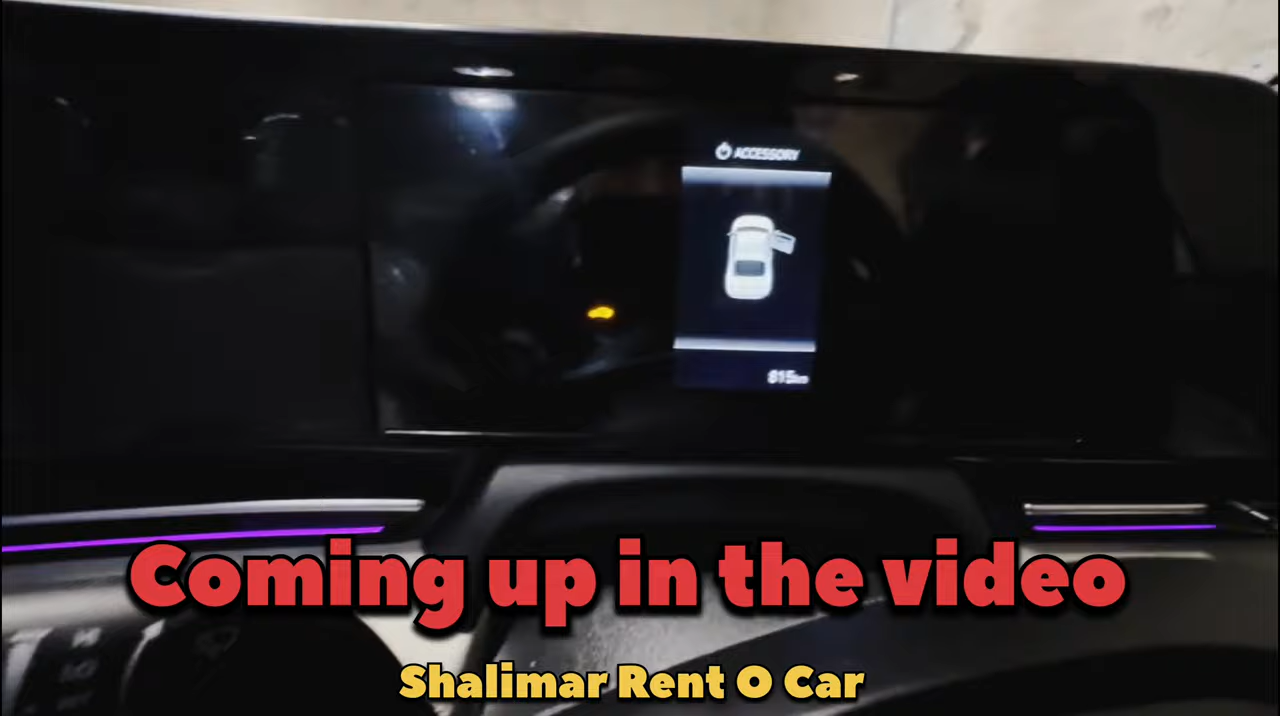 ACCESSORY
815km
Coming up in the video
Shalimar Rent O Car